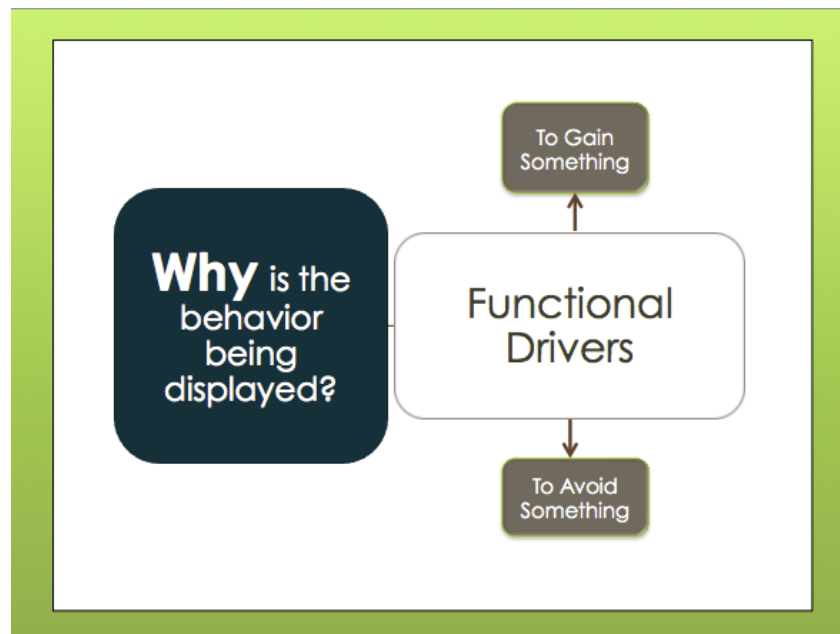 Why is the
behavior
being
displayed?
Functional
Drivers
To Gain
Something
To Avoid
Something